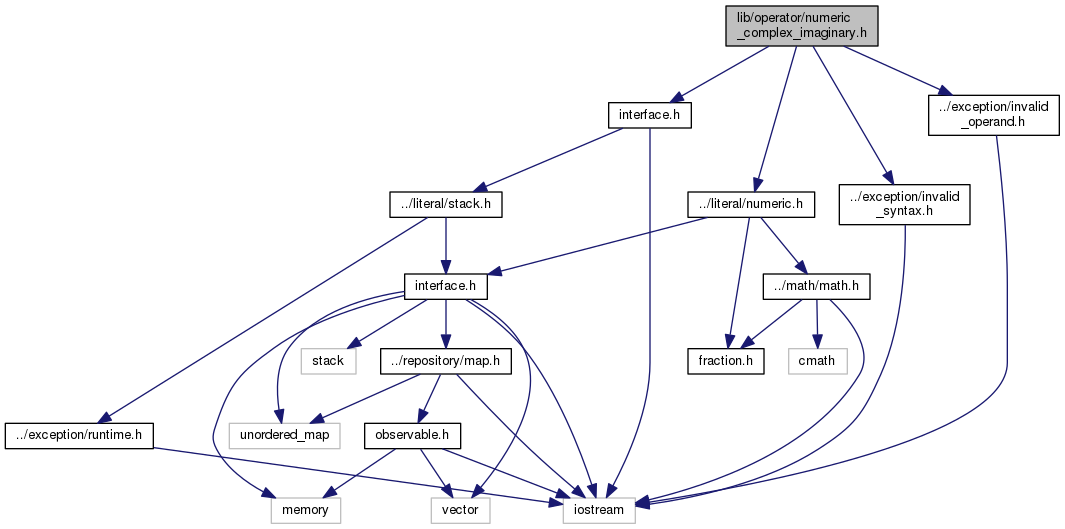 lib/operator/numeric
_complex_imaginary.h
interface.h
../exception/invalid
_operand.h
../literal/stack.h
../literal/numeric.h
../exception/invalid
_syntax.h
interface.h
../math/math.h
stack
../repository/map.h
fraction.h
cmath
../exception/runtime.h
unordered_map
observable.h
memory
vector
iostream